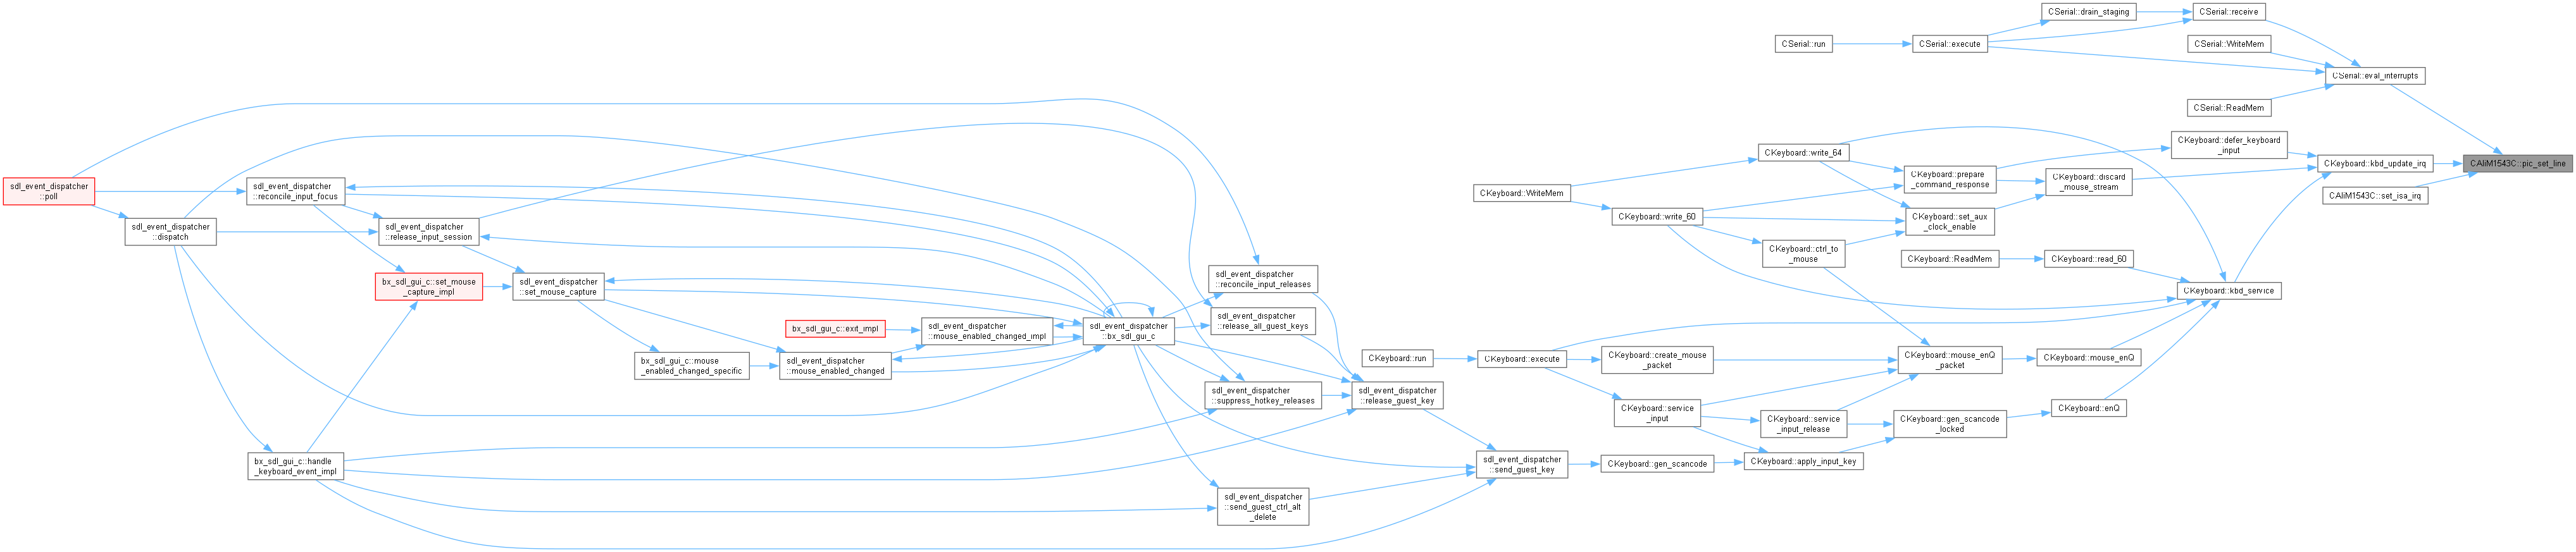 CSerial::drain_staging
CSerial::receive
CSerial::run
CSerial::execute
CSerial::WriteMem
CSerial::eval_interrupts
CSerial::ReadMem
CKeyboard::write_64
CKeyboard::defer_keyboard
_input
CKeyboard::kbd_update_irq
CAliM1543C::pic_set_line
CKeyboard::prepare
_command_response
CKeyboard::discard
_mouse_stream
CAliM1543C::set_isa_irq
CKeyboard::WriteMem
CKeyboard::write_60
CKeyboard::set_aux
_clock_enable
CKeyboard::ctrl_to
_mouse
CKeyboard::ReadMem
CKeyboard::read_60
CKeyboard::kbd_service
sdl_event_dispatcher
::poll
sdl_event_dispatcher
::reconcile_input_focus
sdl_event_dispatcher
::dispatch
sdl_event_dispatcher
::release_input_session
bx_sdl_gui_c::set_mouse
_capture_impl
sdl_event_dispatcher
::set_mouse_capture
sdl_event_dispatcher
::reconcile_input_releases
bx_sdl_gui_c::exit_impl
sdl_event_dispatcher
::mouse_enabled_changed_impl
sdl_event_dispatcher
::bx_sdl_gui_c
sdl_event_dispatcher
::release_all_guest_keys
bx_sdl_gui_c::mouse
_enabled_changed_specific
sdl_event_dispatcher
::mouse_enabled_changed
CKeyboard::run
CKeyboard::execute
CKeyboard::create_mouse
_packet
CKeyboard::mouse_enQ
_packet
CKeyboard::mouse_enQ
sdl_event_dispatcher
::suppress_hotkey_releases
sdl_event_dispatcher
::release_guest_key
CKeyboard::service
_input
CKeyboard::service
_input_release
CKeyboard::gen_scancode
_locked
CKeyboard::enQ
bx_sdl_gui_c::handle
_keyboard_event_impl
sdl_event_dispatcher
::send_guest_key
CKeyboard::gen_scancode
CKeyboard::apply_input_key
sdl_event_dispatcher
::send_guest_ctrl_alt
_delete